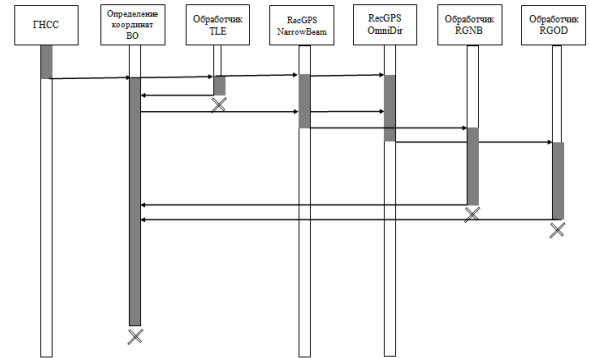 ГНСС
Определение
координат
ВО
Обработчик
TLE
RecGPS
NarrowBeam
RecGPS
OmniDir
Обработчик
RGNB
Обработчик
RGOD